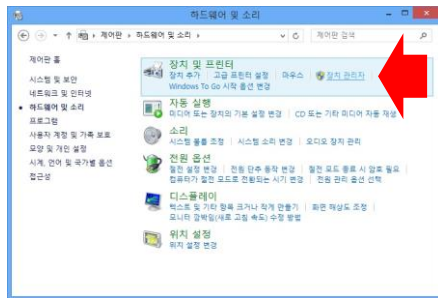 하드웨어 및 소리
제어판 ▸ 하드웨어 및 소리 ▸
제어판 검색
제어판 홈
시스템 및 보안
네트워크 및 인터넷
하드웨어 및 소리
프로그램
사용자 계정 및 가족 보호
모양 및 개인 설정
시계, 언어 및 국가별 옵션
접근성
장치 및 프린터
장치 추가 | 고급 프린터 설정 | 마우스 | 장치 관리자
Windows To Go 시작 옵션 변경
자동 실행
미디어 또는 장치의 기본 설정 변경 | CD 또는 기타 미디어 자동 재생
소리
시스템 볼륨 조정 | 시스템 소리 변경 | 오디오 장치 관리
전원 옵션
절전 설정 변경 | 전원 단추 동작 변경 | 절전 모드 종료 시 암호 필요
컴퓨터가 절전 모드로 전환되는 시기 변경 | 전원 관리 옵션 선택
디스플레이
텍스트 및 기타 항목 크거나 작게 만들기 | 화면 해상도 조정
모니터 깜박임(새로 고침 속도) 수정 방법
위치 설정
위치 설정 변경